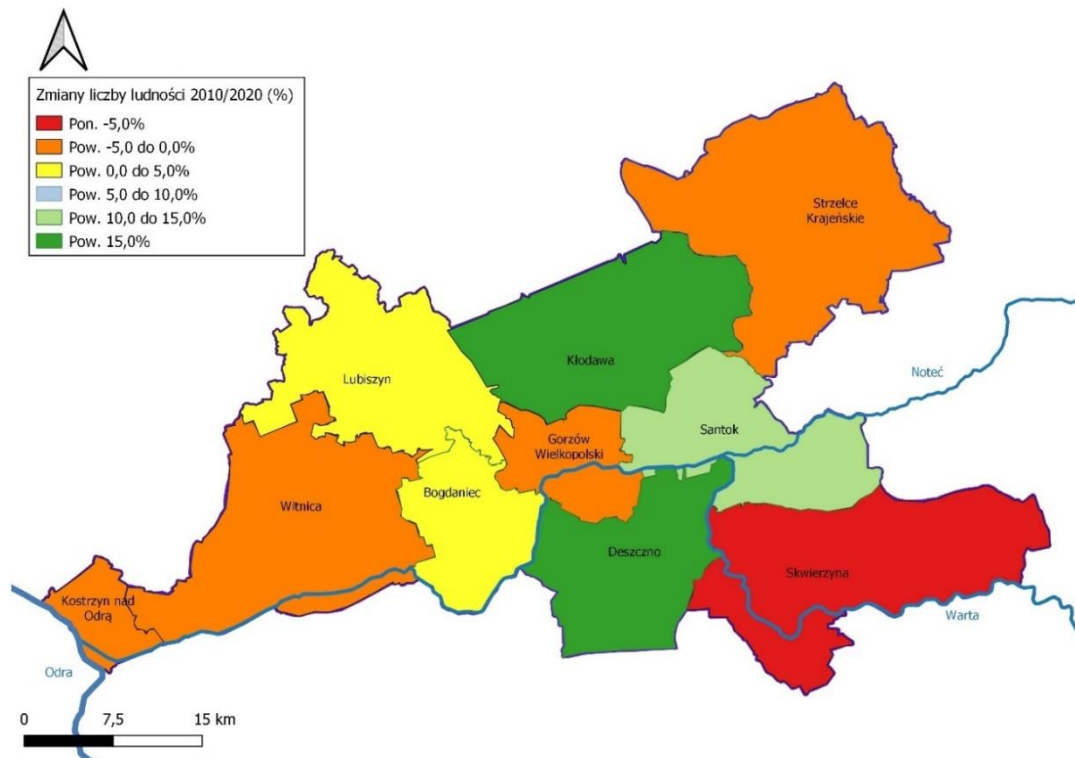 Zmiany liczby ludności 2010/2020 (%)
Pon. -5,0%
Pow. -5,0 do 0,0%
Pow. 0,0 do 5,0%
Pow. 5,0 do 10,0%
Pow. 10,0 do 15,0%
Pow. 15,0%
Strzelce
Krajeńskie
Kłodawa
Lubiszyn
Noteć
Santok
Gorzów
Wielkopolski
Bogdaniec
Witnica
Deszczno
Skwierzyna
Kostrzyn nad
Odrą
Warta
Odra
0 7,5 15 km